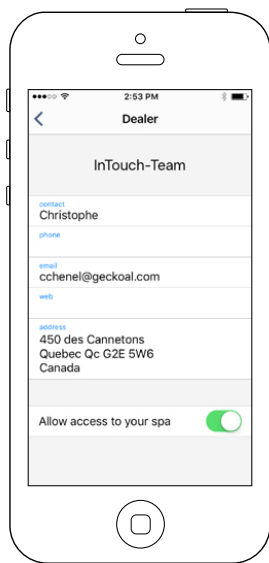 2:53 PM
Dealer
InTouch-Team
contact
Christophe
phone
email
cchenel@geckoal.com
web
address
450 des Cannetons
Quebec Qc G2E 5W6
Canada
Allow access to your spa